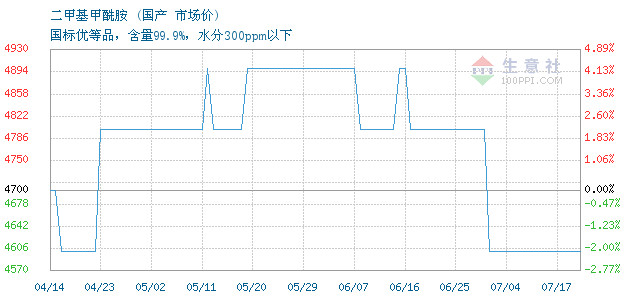 二甲基甲酰胺 (国产 市场价)
国标优等品，含量99.9%，水分300ppm以下
4930 4.89%
4894 4.13%
4858 3.36%
4822 2.60%
4786 1.83%
4750 1.06%
4700 0.00%
4678 -0.47%
4642 -1.23%
4606 -2.00%
4570 -2.77%
生意社
100PPI.COM
04/14 04/23 05/02 05/11 05/20 05/29 06/07 06/16 06/25 07/04 07/17